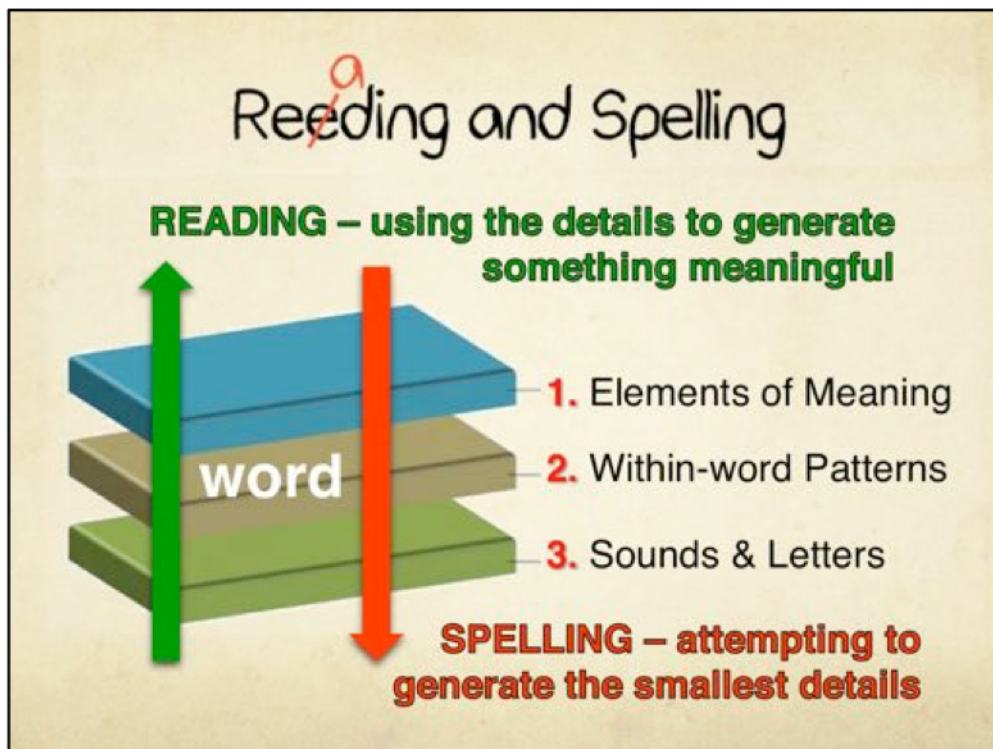 a
Reeding and Spelling
READING – using the details to generate
something meaningful
1. Elements of Meaning
word
2. Within-word Patterns
3. Sounds & Letters
SPELLING – attempting to
generate the smallest details